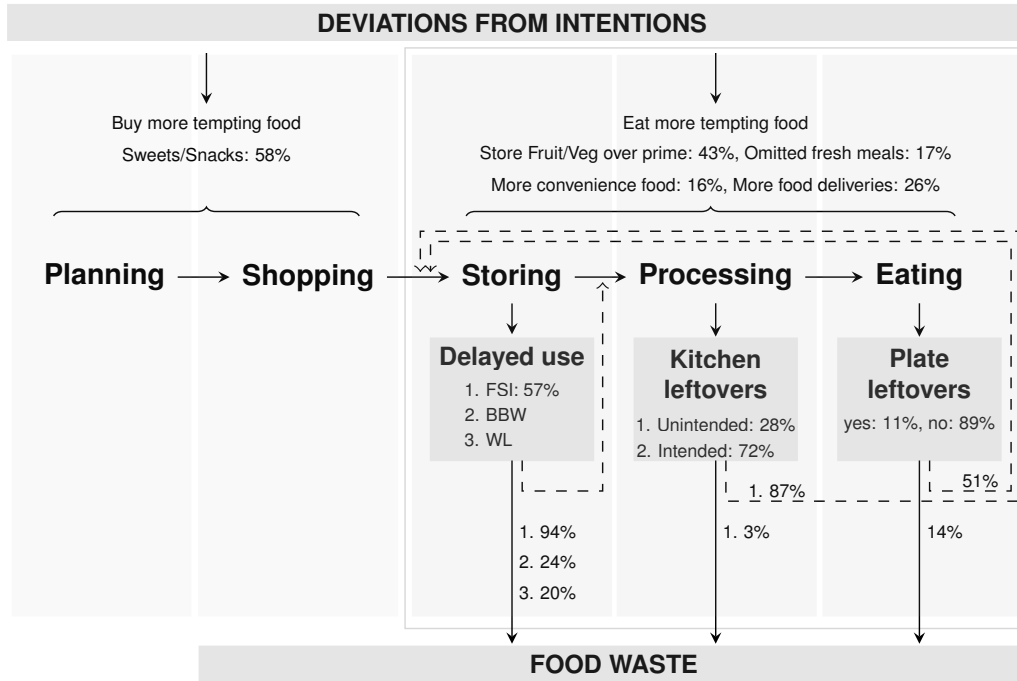 DEVIATIONS FROM INTENTIONS
Buy more tempting food
Sweets/Snacks: 58%
Eat more tempting food
Store Fruit/Veg over prime: 43%, Omitted fresh meals: 17%
More convenience food: 16%, More food deliveries: 26%
Planning
Shopping
Storing
Processing
Eating
Delayed use
1. FSI: 57%
2. BBW
3. WL
Kitchen
leftovers
1. Unintended: 28%
2. Intended: 72%
Plate
leftovers
yes: 11%, no: 89%
1. 87%
51%
1. 94%
2. 24%
3. 20%
1. 3%
14%
FOOD WASTE